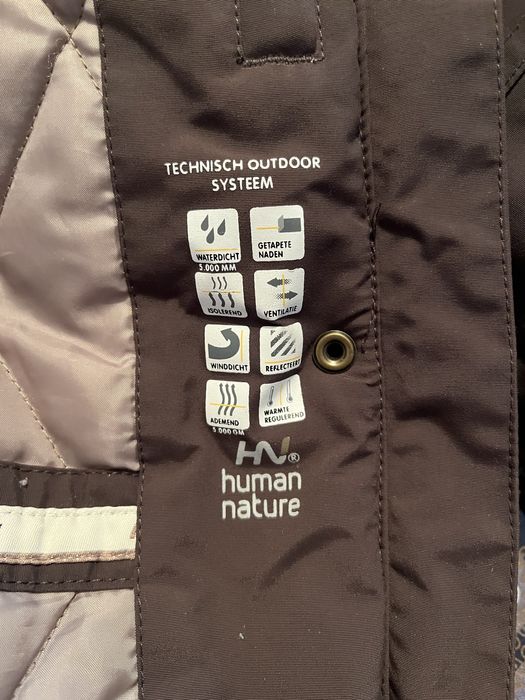 TECHNISCH OUTDOOR
SYSTEEM
WATERDICHT
5.000 MM
GETAPETE
NADEN
ISOLEREND
VENTILATIE
WINDDICHT
REFLECTEERT
ADEMEND
5.000 GM
WARMTE
REGULEREND
HN®
human
nature